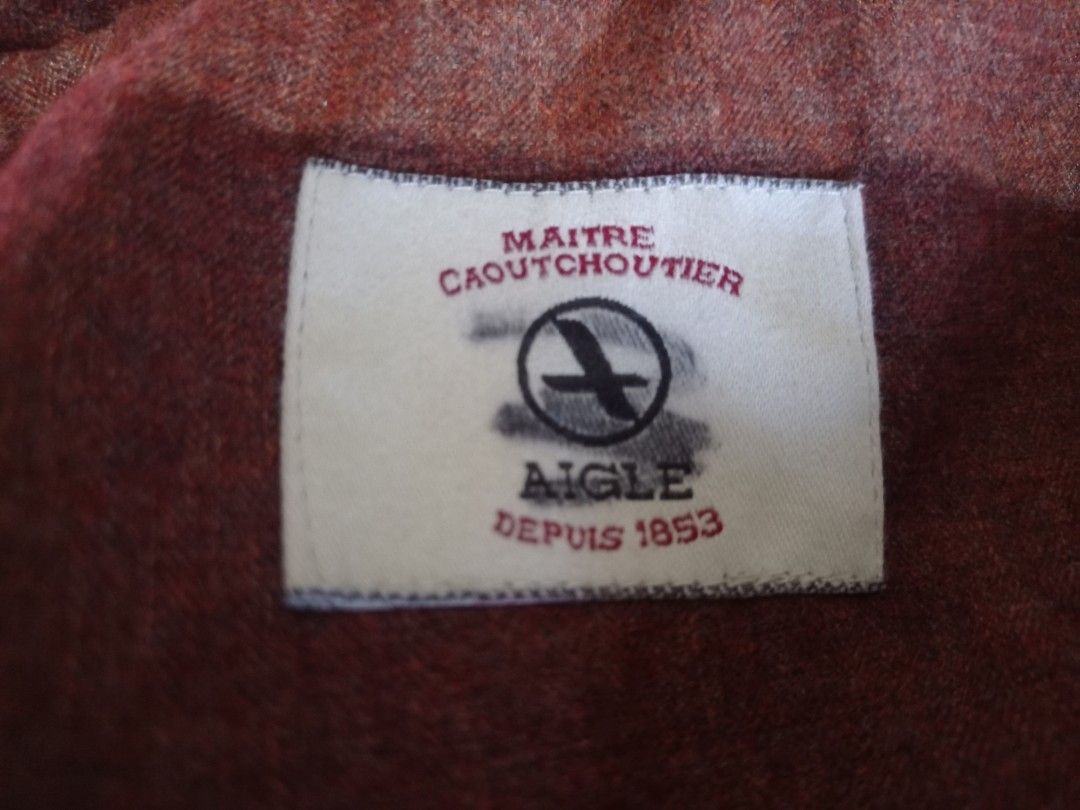 MAITRE
CAOUTCHOUTIER
AIGLE
DEPUIS 1853